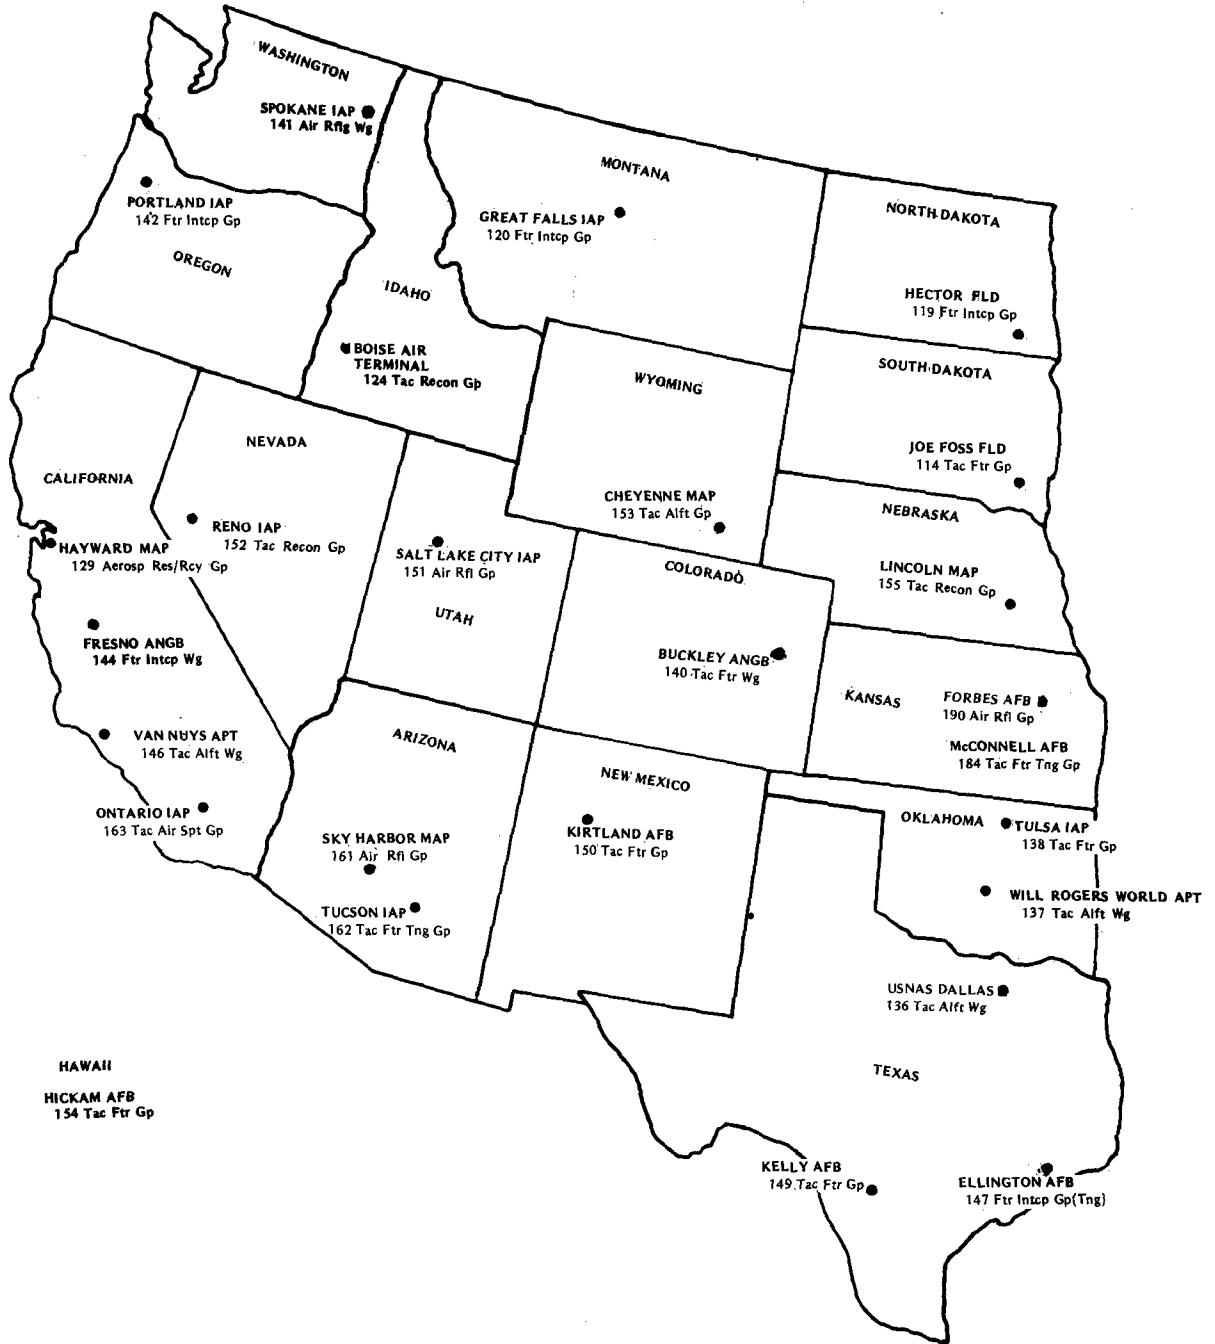 WASHINGTON
SPOKANE IAP
141 Air Rflg Wg
MONTANA
GREAT FALLS IAP
120 Ftr Intcp Gp
NORTH DAKOTA
HECTOR FLD
119 Ftr Intcp Gp
PORTLAND IAP
142 Ftr Intcp Gp
OREGON
IDAHO
BOISE AIR
TERMINAL
124 Tac Recon Gp
WYOMING
CHEYENNE MAP
153 Tac Alft Gp
SOUTH DAKOTA
JOE FOSS FLD
114 Tac Ftr Gp
NEBRASKA
LINCOLN MAP
155 Tac Recon Gp
NEVADA
RENO IAP
152 Tac Recon Gp
CALIFORNIA
HAYWARD MAP
129 Aerosp Res/Rcy Gp
FRESNO ANGB
144 Ftr Intcp Wg
VAN NUYS APT
146 Tac Alft Wg
ONTARIO IAP
163 Tac Air Spt Gp
SALT LAKE CITY IAP
151 Air Rfl Gp
UTAH
COLORADO
BUCKLEY ANGB
140 Tac Ftr Wg
KANSAS
FORBES AFB
190 Air Rfl Gp
McCONNELL AFB
184 Tac Ftr Tng Gp
ARIZONA
SKY HARBOR MAP
161 Air Rfl Gp
TUCSON IAP
162 Tac Ftr Tng Gp
NEW MEXICO
KIRTLAND AFB
150 Tac Ftr Gp
OKLAHOMA
TULSA IAP
138 Tac Ftr Gp
WILL ROGERS WORLD APT
137 Tac Alft Wg
USNAS DALLAS
136 Tac Alft Wg
TEXAS
KELLY AFB
149 Tac Ftr Gp
ELLINGTON AFB
147 Ftr Intcp Gp(Tng)
HAWAII
HICKAM AFB
154 Tac Ftr Gp